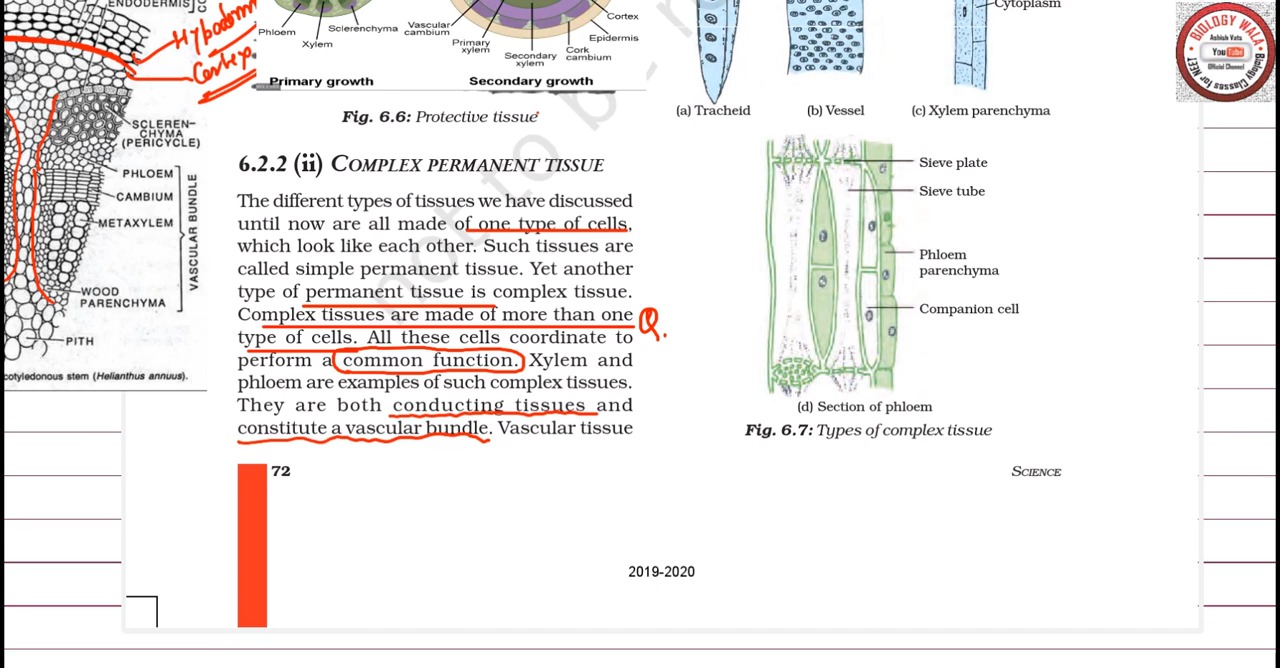 ENDODERMIS
Hypodermis
Cortex
SCLEREN-
CHYMA
(PERICYCLE)
PHLOEM
CAMBIUM
METAXYLEM
VASCULAR BUNDLE
WOOD
PARENCHYMA
PITH
cotyledonous stem (Helianthus annuus).
Phloem
Xylem
Sclerenchyma
Vascular
cambium
Primary
xylem
Secondary
xylem
Cork
cambium
Epidermis
Cortex
Primary growth
Secondary growth
Fig. 6.6: Protective tissue
6.2.2 (ii) COMPLEX PERMANENT TISSUE
The different types of tissues we have discussed
until now are all made of one type of cells,
which look like each other. Such tissues are
called simple permanent tissue. Yet another
type of permanent tissue is complex tissue.
Complex tissues are made of more than one
type of cells. All these cells coordinate to
perform a common function. Xylem and
phloem are examples of such complex tissues.
They are both conducting tissues and
constitute a vascular bundle. Vascular tissue
Q.
72
Cytoplasm
(a) Tracheid
(b) Vessel
(c) Xylem parenchyma
Sieve plate
Sieve tube
Phloem
parenchyma
Companion cell
(d) Section of phloem
Fig. 6.7: Types of complex tissue
SCIENCE
2019-2020
not to b
BIOLOGY WALA
Ashish Vats
YouTube
Official Channel
Biology Classes for NEET